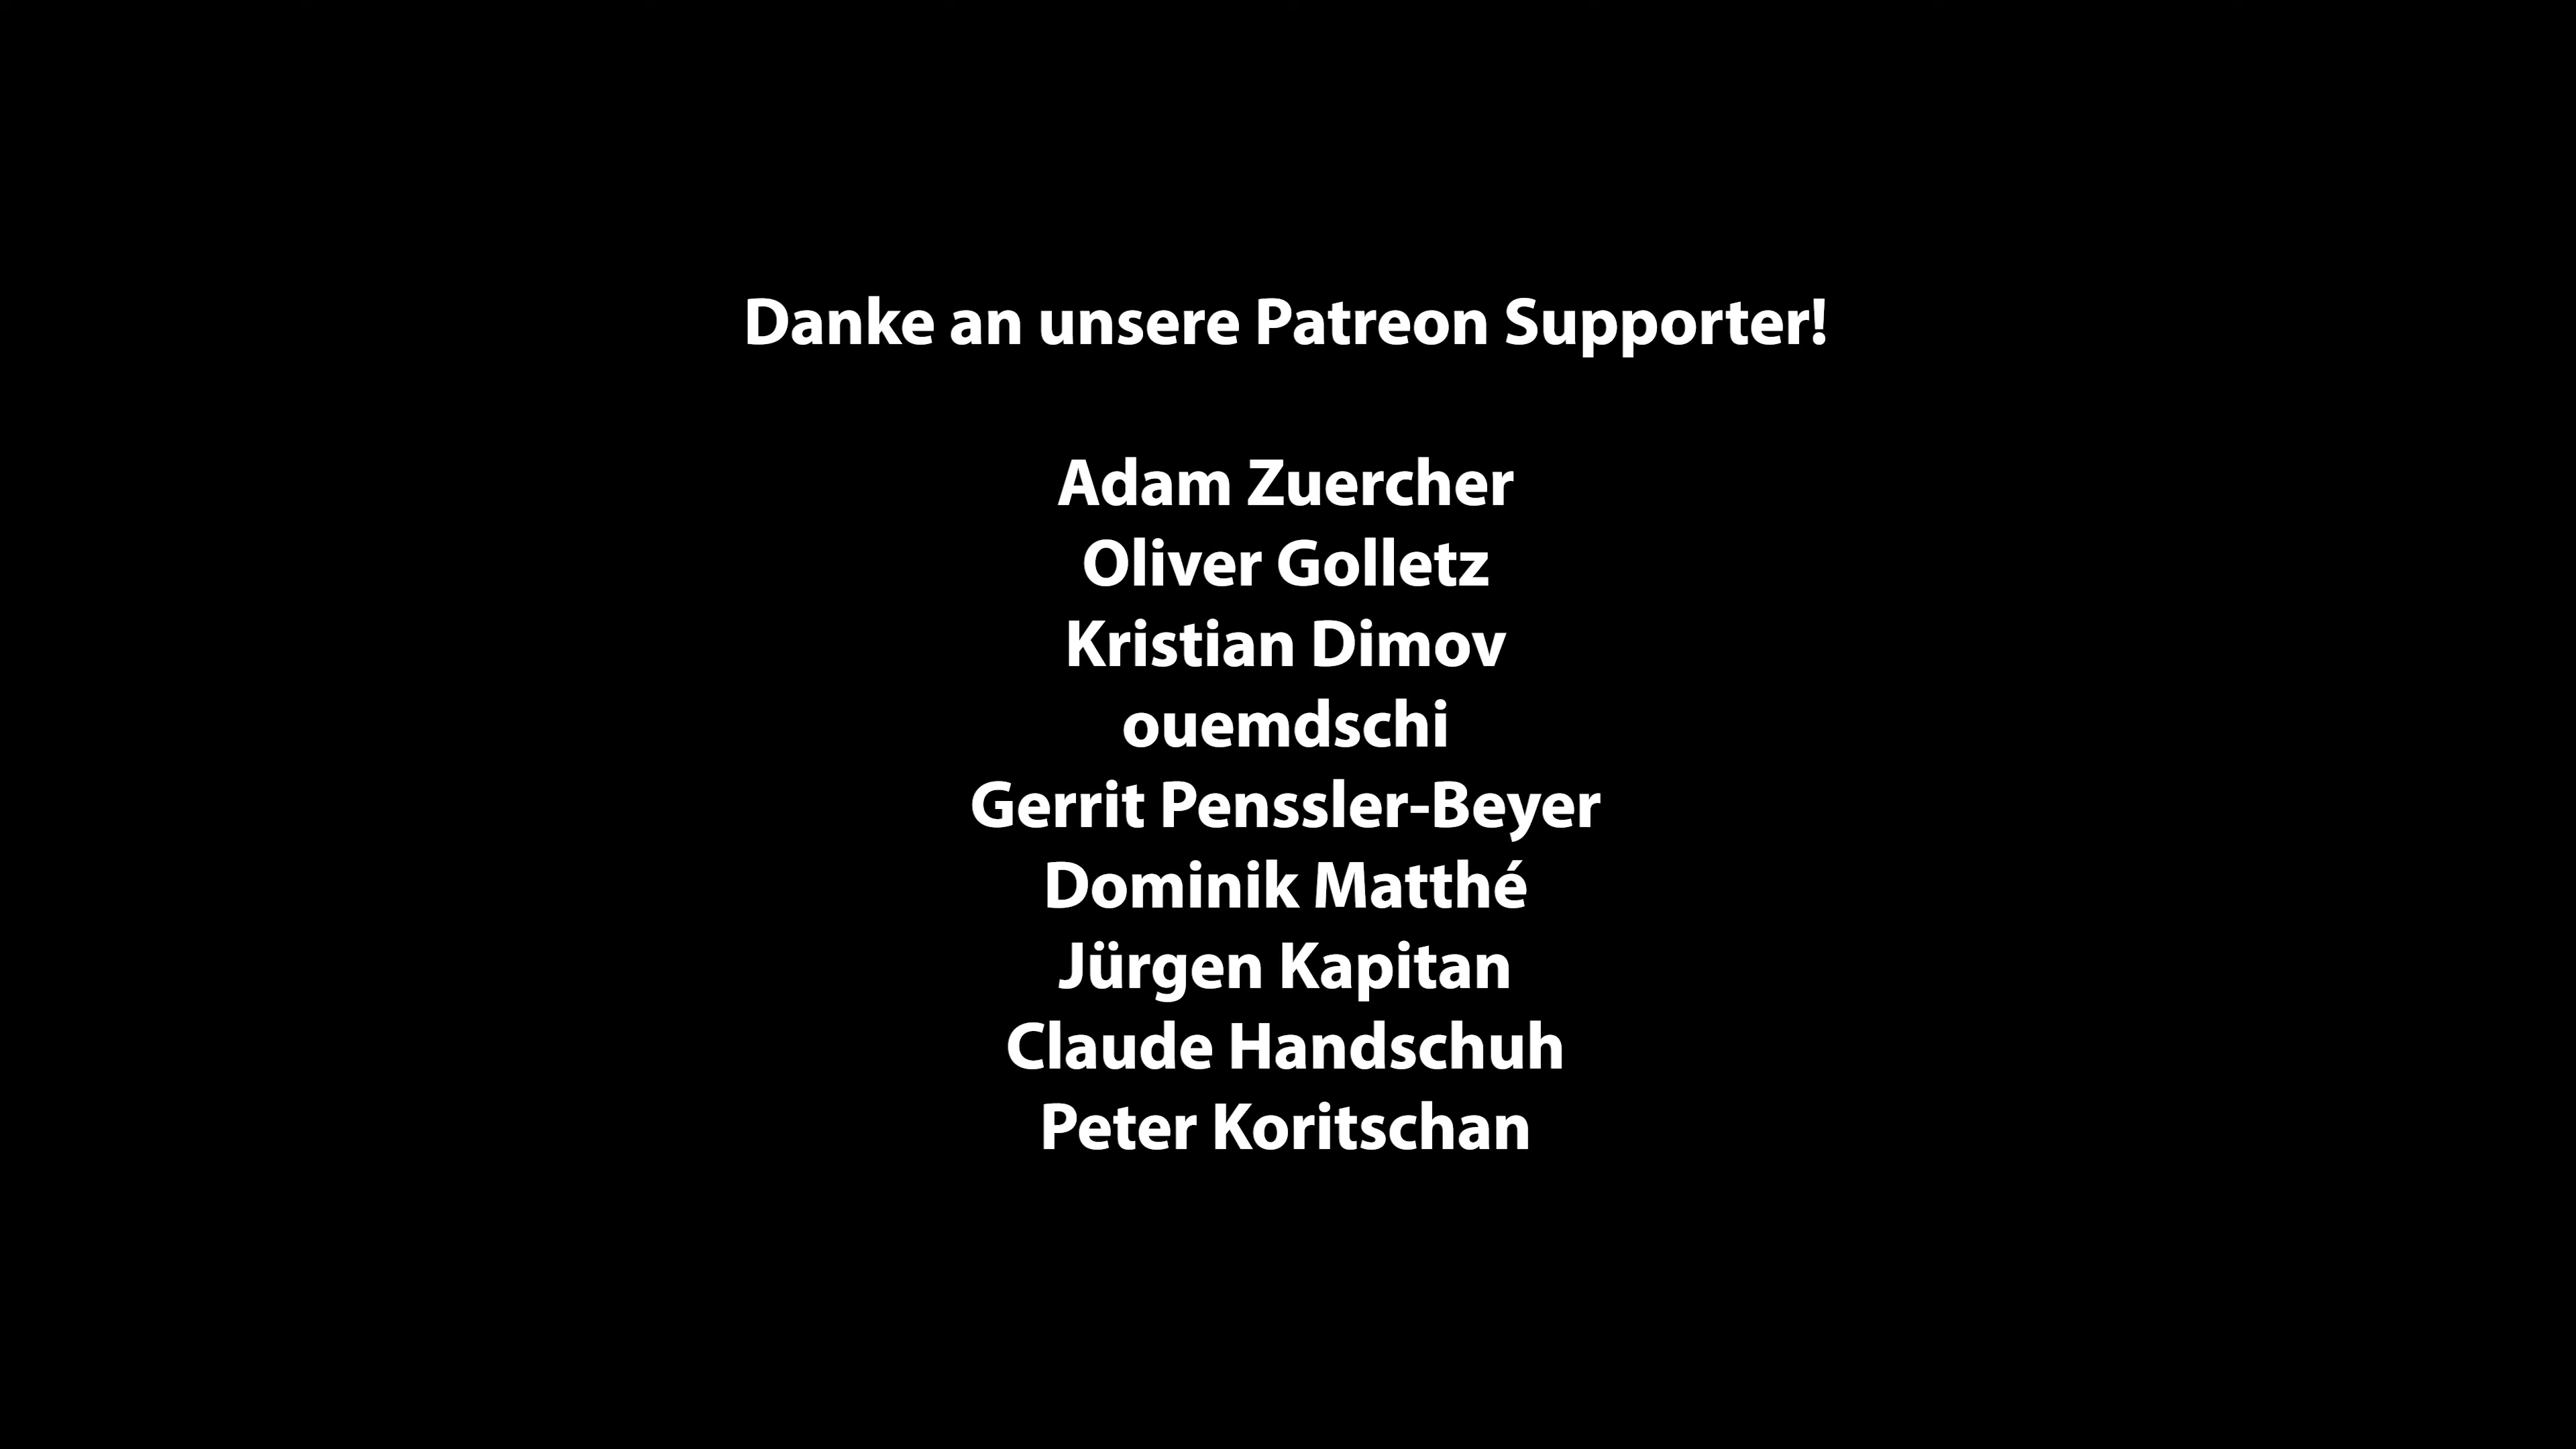 Danke an unsere Patreon Supporter!
Adam Zuercher
Oliver Golletz
Kristian Dimov
ouemdschi
Gerrit Penssler-Beyer
Dominik Matthé
Jürgen Kapitan
Claude Handschuh
Peter Koritschan